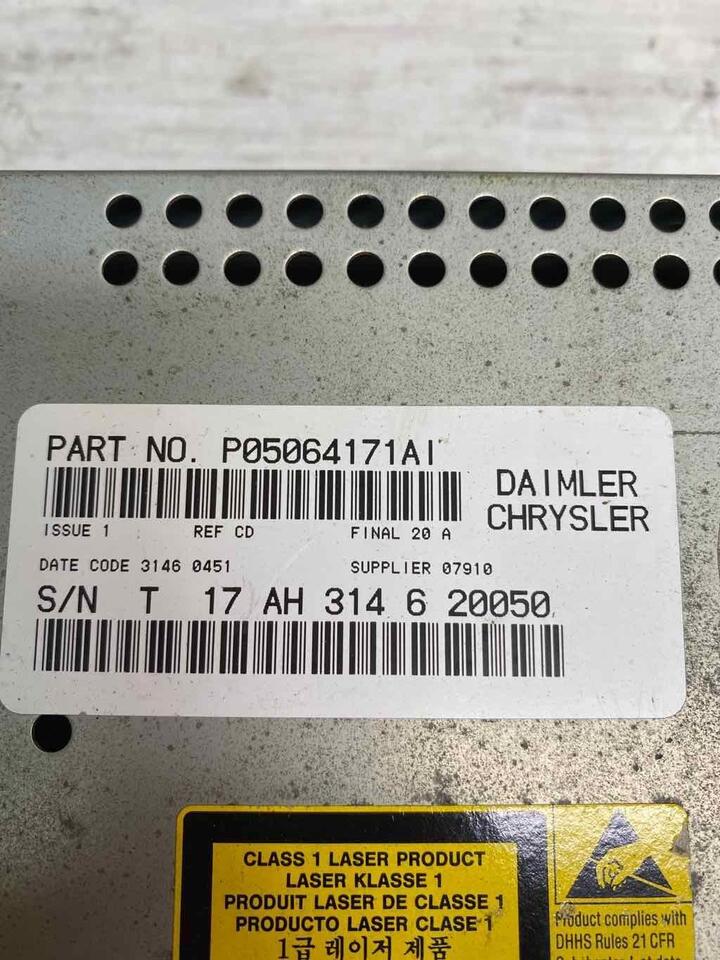 PART NO. P05064171AI
DAIMLER
CHRYSLER
ISSUE 1 REF CD FINAL 20 A
DATE CODE 3146 0451 SUPPLIER 07910
S/N T 17 AH 314 6 20050
CLASS 1 LASER PRODUCT
LASER KLASSE 1
PRODUIT LASER DE CLASSE 1
PRODUCTO LASER CLASE 1
1급 레이저 제품
Product complies with
DHHS Rules 21 CFR